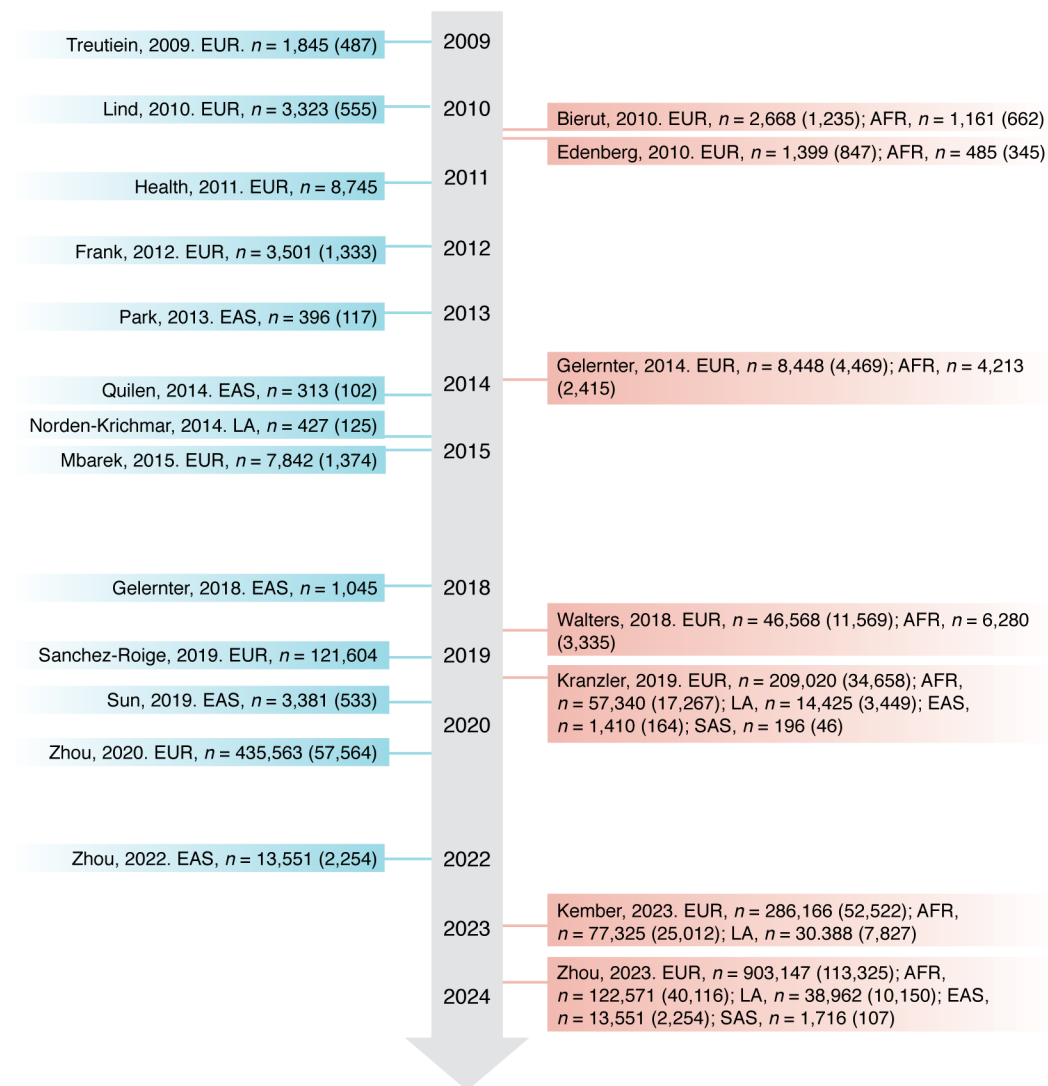 Treutiein, 2009. EUR. n = 1,845 (487)
2009
Lind, 2010. EUR, n = 3,323 (555)
2010
Bierut, 2010. EUR, n = 2,668 (1,235); AFR, n = 1,161 (662)
Edenberg, 2010. EUR, n = 1,399 (847); AFR, n = 485 (345)
Health, 2011. EUR, n = 8,745
2011
Frank, 2012. EUR, n = 3,501 (1,333)
2012
Park, 2013. EAS, n = 396 (117)
2013
Gelernter, 2014. EUR, n = 8,448 (4,469); AFR, n = 4,213
(2,415)
Quilen, 2014. EAS, n = 313 (102)
2014
Norden-Krichmar, 2014. LA, n = 427 (125)
Mbarek, 2015. EUR, n = 7,842 (1,374)
2015
Gelernter, 2018. EAS, n = 1,045
2018
Walters, 2018. EUR, n = 46,568 (11,569); AFR, n = 6,280
(3,335)
Sanchez-Roige, 2019. EUR, n = 121,604
2019
Kranzler, 2019. EUR, n = 209,020 (34,658); AFR,
n = 57,340 (17,267); LA, n = 14,425 (3,449); EAS,
n = 1,410 (164); SAS, n = 196 (46)
Sun, 2019. EAS, n = 3,381 (533)
2020
Zhou, 2020. EUR, n = 435,563 (57,564)
Zhou, 2022. EAS, n = 13,551 (2,254)
2022
Kember, 2023. EUR, n = 286,166 (52,522); AFR,
n = 77,325 (25,012); LA, n = 30.388 (7,827)
2023
Zhou, 2023. EUR, n = 903,147 (113,325); AFR,
n = 122,571 (40,116); LA, n = 38,962 (10,150); EAS,
n = 13,551 (2,254); SAS, n = 1,716 (107)
2024